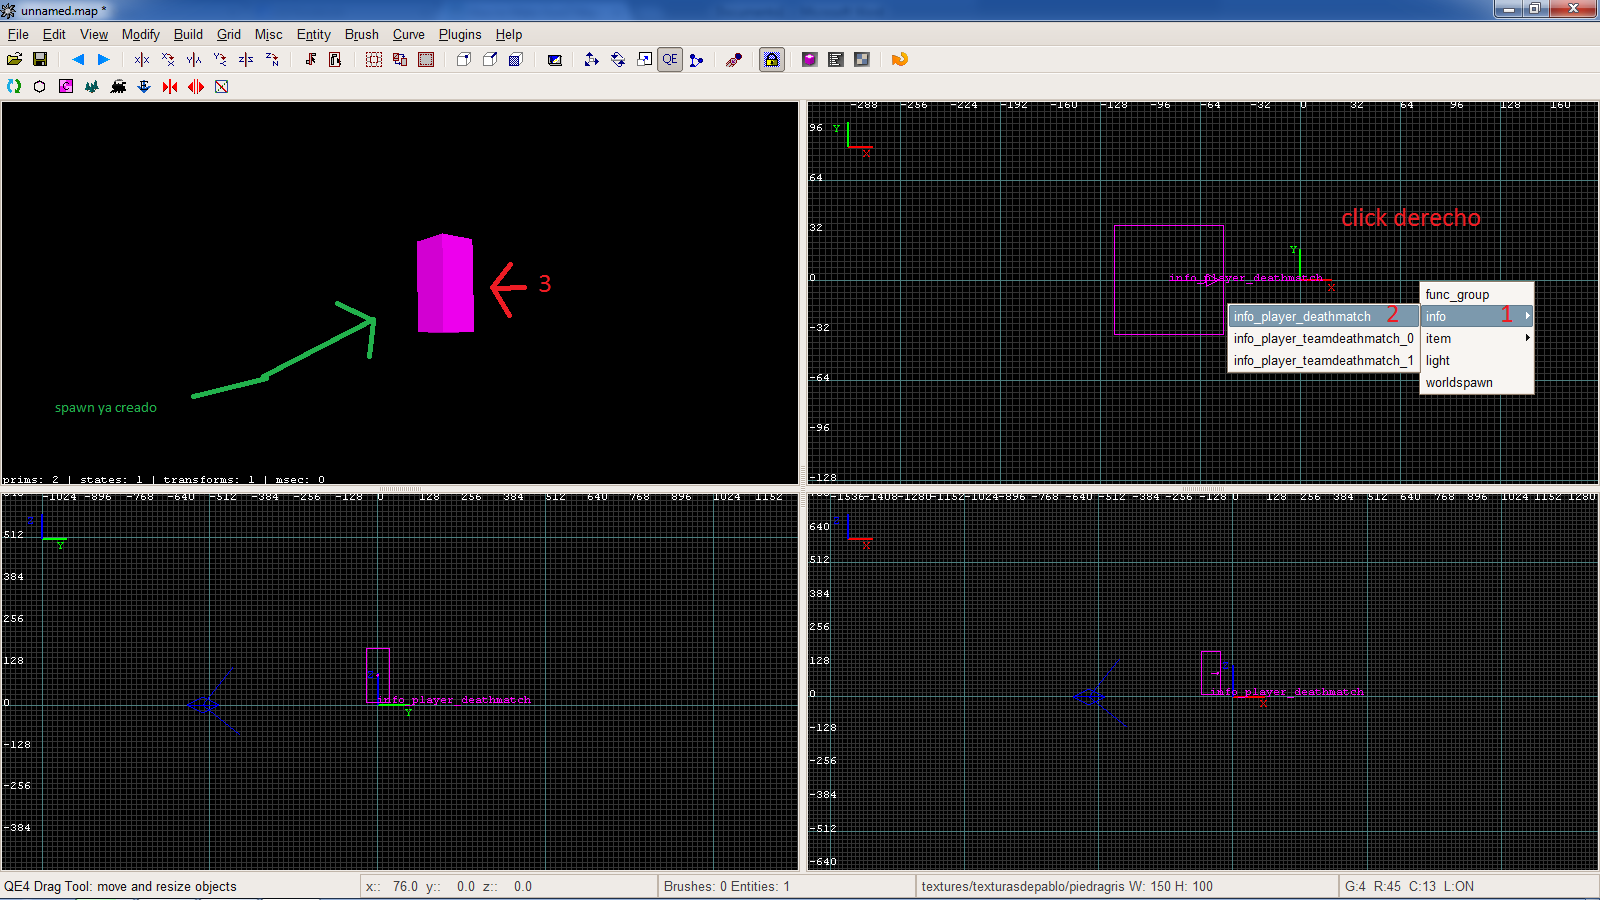 unnamed.map *
File Edit View Modify Build Grid Misc Entity Brush Curve Plugins Help
QE
3
spawn ya creado
prims: 2 | states: 1 | transforms: 1 | msec: 0
-288 -256 -224 -192 -160 -128 -96 -64 -32 0 32 64 96 128 160
96
Y
X
64
click derecho
32
Y
0
info_player_deathmatch
X
func_group
info_player_deathmatch 2
info 1
-32
info_player_teamdeathmatch_0
item
info_player_teamdeathmatch_1
light
-64
worldspawn
-96
-128
-1024 -896 -768 -640 -512 -384 -256 -128 0 128 256 384 512 640 768 896 1024 1152
512
Y
384
256
128
0
info_player_deathmatch
Y
-128
-256
-384
-1536 -1408 -1280 -1152 -1024 -896 -768 -640 -512 -384 -256 -128 0 128 256 384 512 640 768 896 1024 1152 1280
640
X
512
384
256
128
0
info_player_deathmatch
X
-128
-256
-384
-512
-640
QE4 Drag Tool: move and resize objects
x:: 76.0 y:: 0.0 z:: 0.0
Brushes: 0 Entities: 1
textures/texturasdepablo/piedragris W: 150 H: 100
G:4 R:45 C:13 L:ON